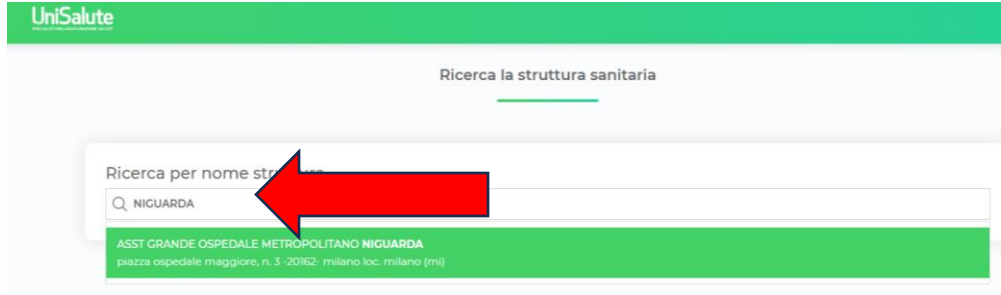 UniSalute
Ricerca la struttura sanitaria
Ricerca per nome
NIGUARDA
ASST GRANDE OSPEDALE METROPOLITANO NIGUARDA
piazza ospedale maggiore, n. 3 -20162- milano loc. milano (mi)